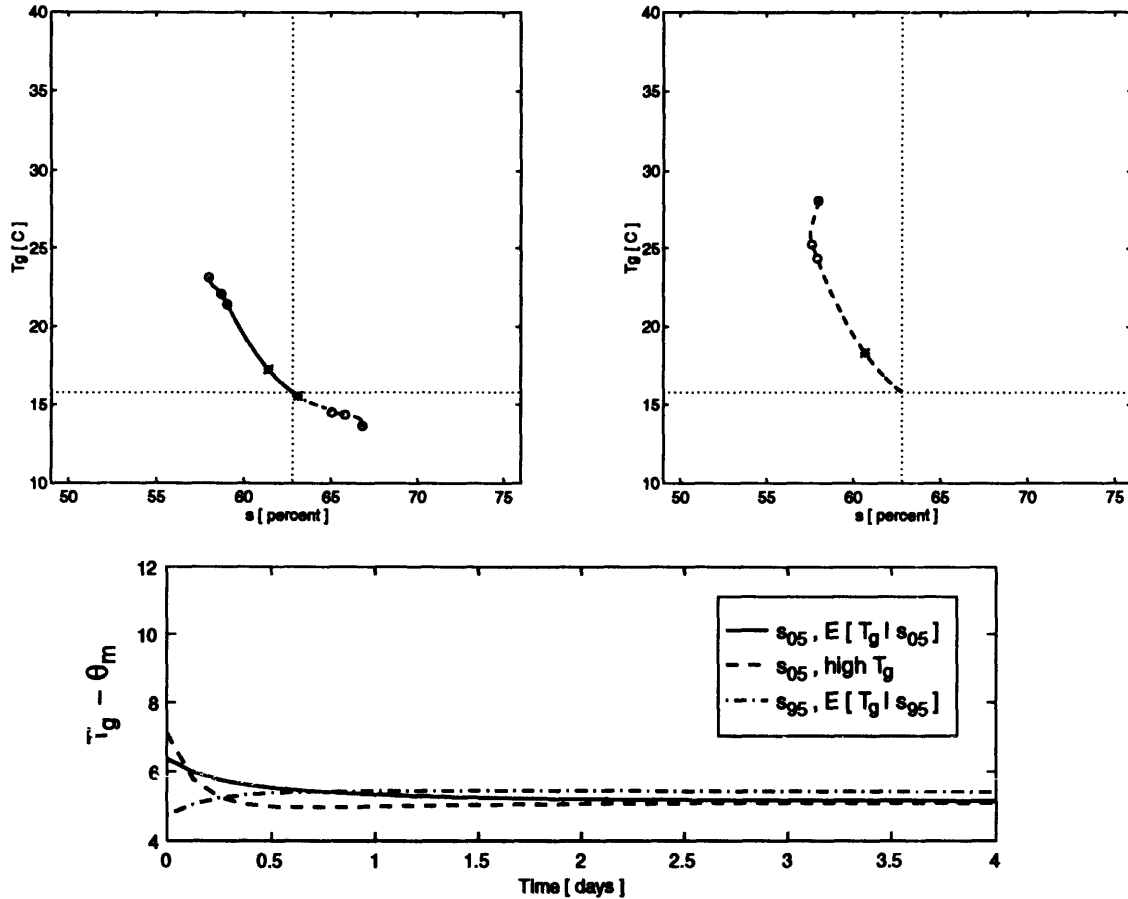 40
35
30
25
20
15
10
Tg [ C ]
50 55 60 65 70 75
s [ percent ]
40
35
30
25
20
15
10
Tg [ C ]
50 55 60 65 70 75
s [ percent ]
12
10
8
6
4
T̄g − θm
s05 , E [ Tg | s05 ]
s05 , high Tg
s95 , E [ Tg | s95 ]
0 0.5 1 1.5 2 2.5 3 3.5 4
Time [ days ]